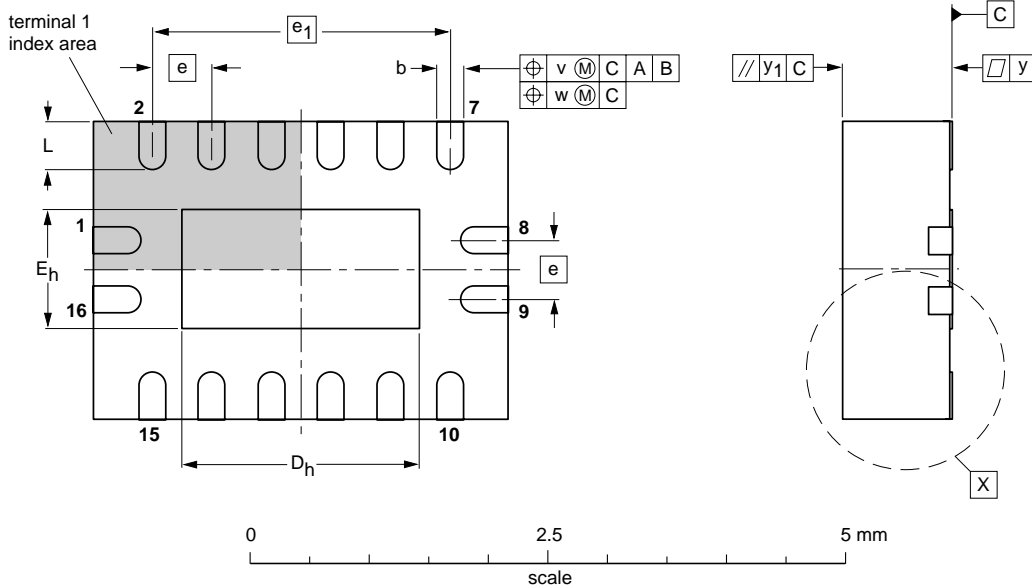 terminal 1
index area
e1
e
b
⌖ v Ⓜ C A B
⌖ w Ⓜ C
// y1 C
C
⏥ y
2
7
L
1
8
Eh
e
16
9
15
10
Dh
X
0
2.5
5 mm
scale